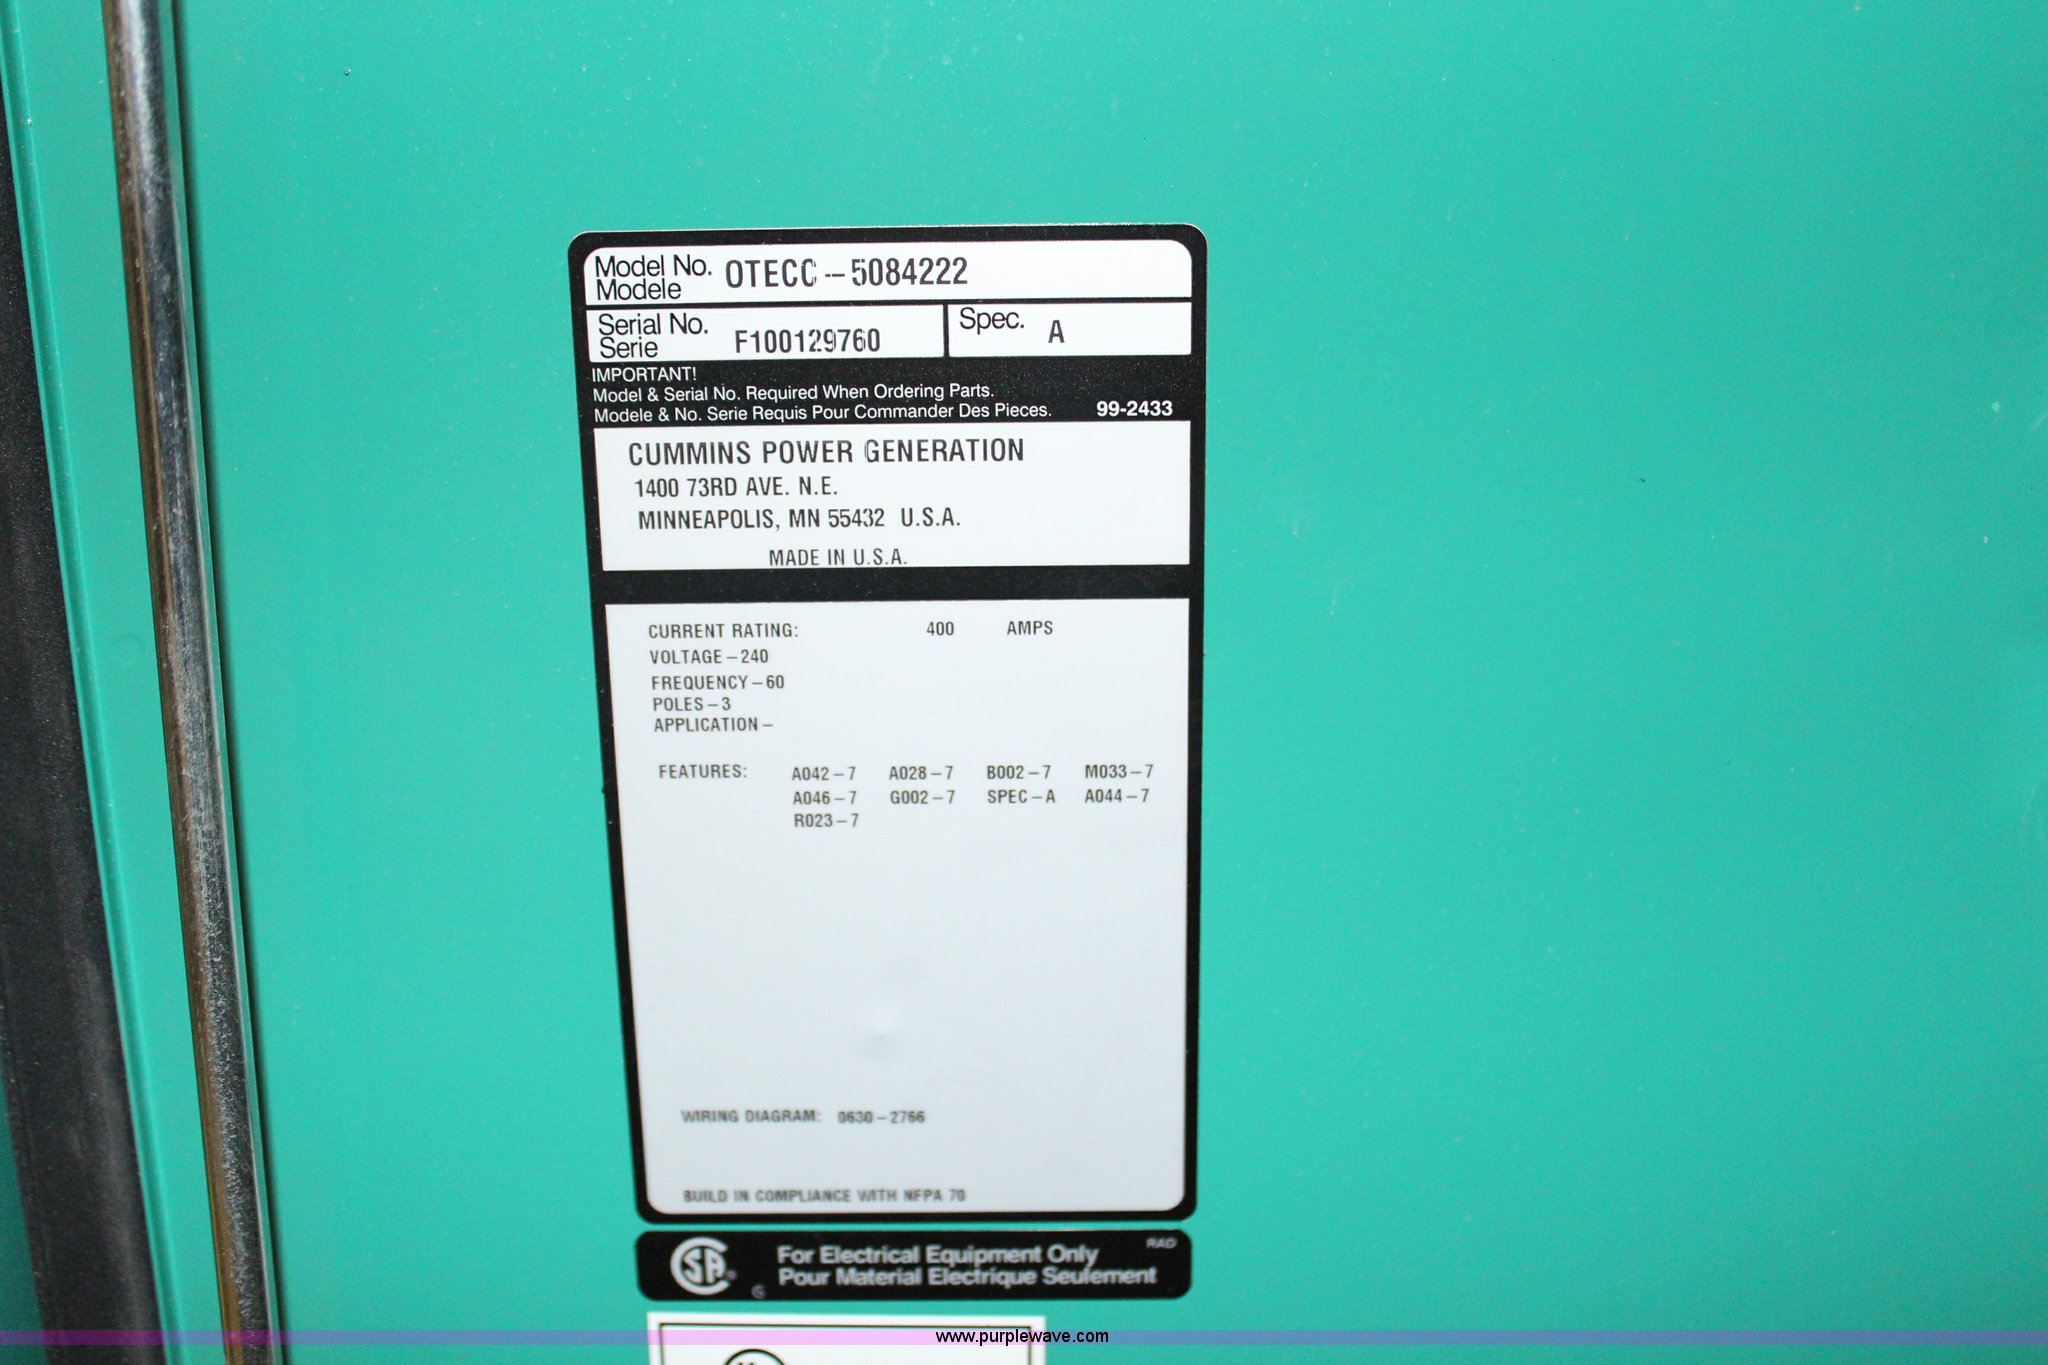 Model No. OTECC-5084222
Modele
Serial No. F100129760
Serie
Spec. A
IMPORTANT!
Model & Serial No. Required When Ordering Parts.
Modele & No. Serie Requis Pour Commander Des Pieces. 99-2433
CUMMINS POWER GENERATION
1400 73RD AVE. N.E.
MINNEAPOLIS, MN 55432 U.S.A.
MADE IN U.S.A.
CURRENT RATING: 400 AMPS
VOLTAGE-240
FREQUENCY-60
POLES-3
APPLICATION-
FEATURES: A042-7 A028-7 B002-7 M033-7
A046-7 G002-7 SPEC-A A044-7
R023-7
WIRING DIAGRAM: 0630-2766
BUILD IN COMPLIANCE WITH NFPA 70
CSA
RAD
For Electrical Equipment Only
Pour Material Electrique Seulement
www.purplewave.com